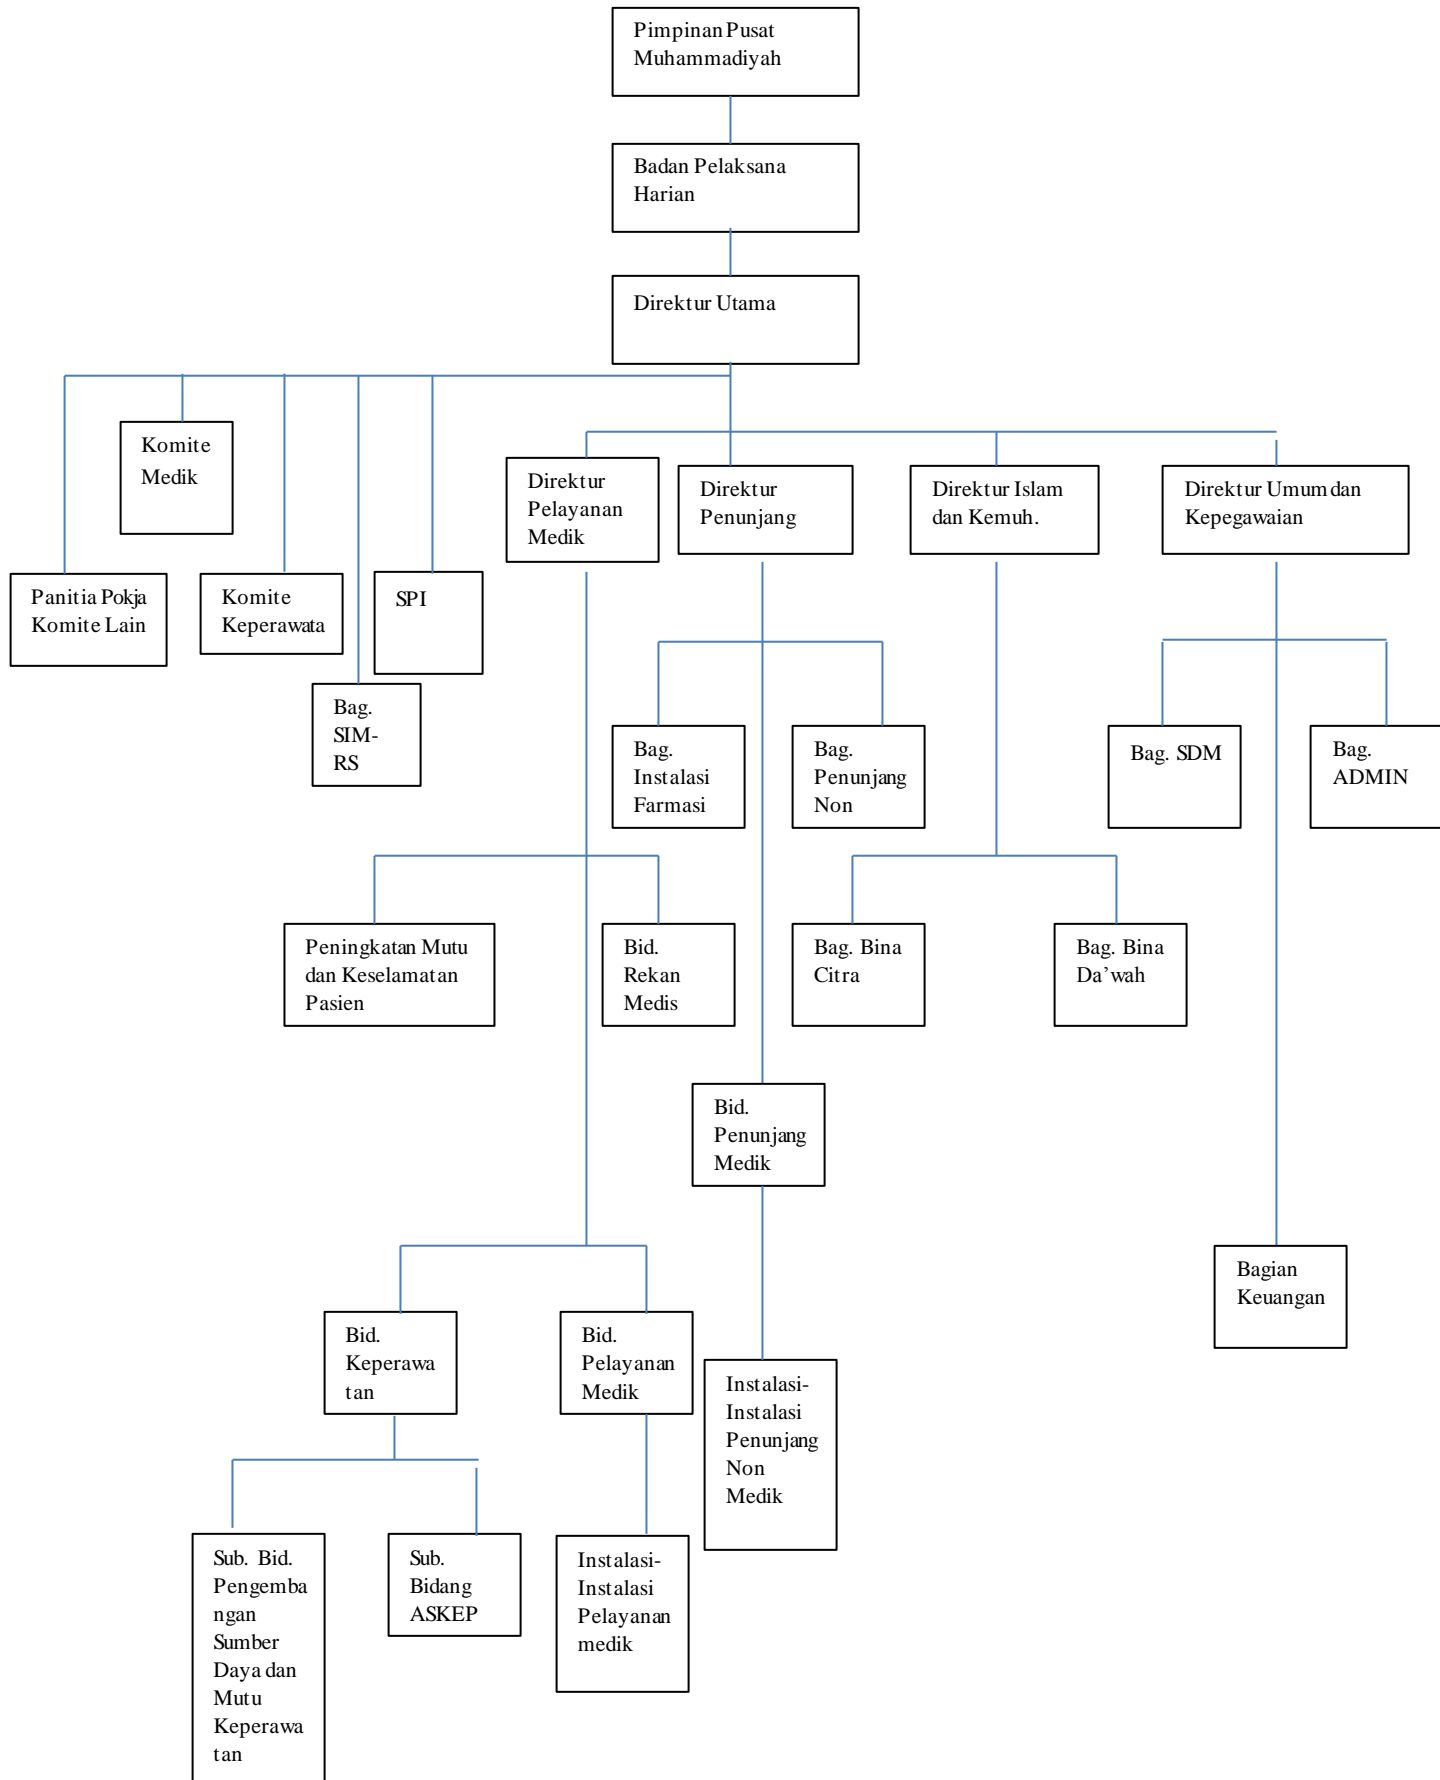 Pimpinan Pusat
Muhammadiyah
Badan Pelaksana
Harian
Direktur Utama
Komite
Medik
Direktur
Pelayanan
Medik
Direktur
Penunjang
Direktur Islam
dan Kemuh.
Direktur Umum dan
Kepegawaian
Panitia Pokja
Komite Lain
Komite
Keperawata
SPI
Bag.
SIM-
RS
Bag.
Instalasi
Farmasi
Bag.
Penunjang
Non
Bag. SDM
Bag.
ADMIN
Peningkatan Mutu
dan Keselamatan
Pasien
Bid.
Rekan
Medis
Bag. Bina
Citra
Bag. Bina
Da’wah
Bid.
Penunjang
Medik
Bagian
Keuangan
Bid.
Keperawa
tan
Bid.
Pelayanan
Medik
Instalasi-
Instalasi
Penunjang
Non
Medik
Sub. Bid.
Pengemba
ngan
Sumber
Daya dan
Mutu
Keperawa
tan
Sub.
Bidang
ASKEP
Instalasi-
Instalasi
Pelayanan
medik